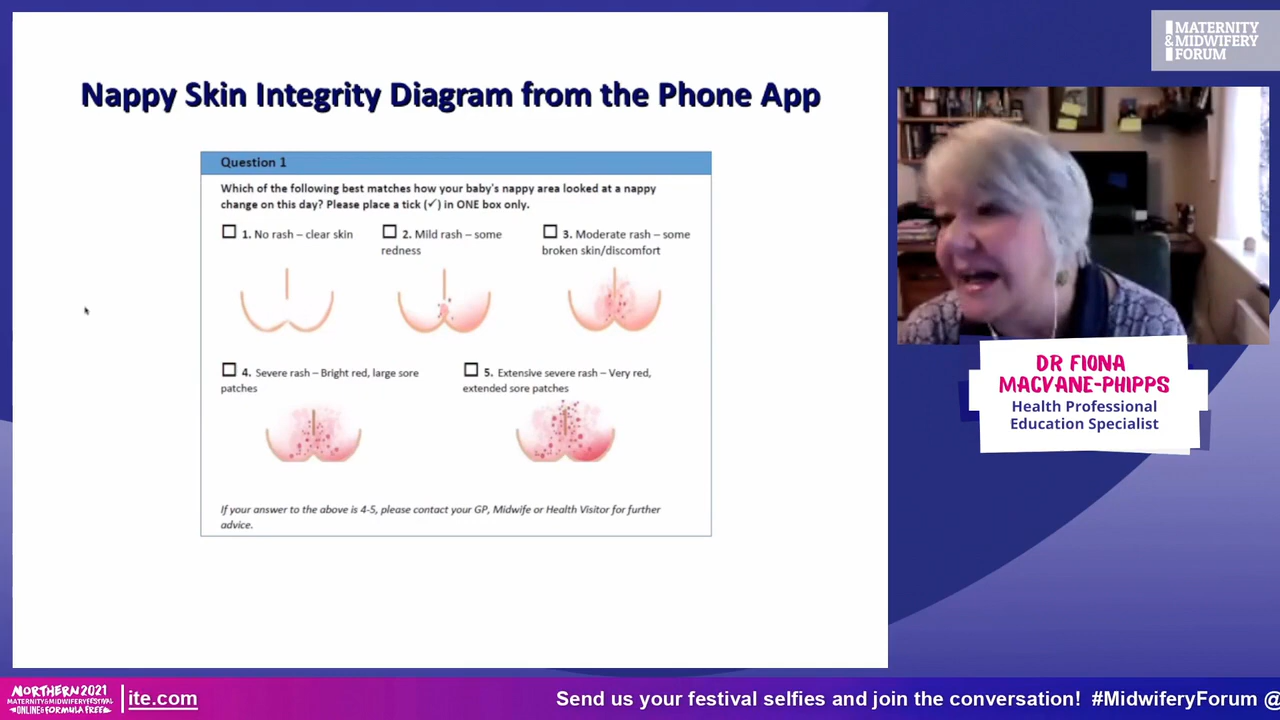 Nappy Skin Integrity Diagram from the Phone App
Question 1
Which of the following best matches how your baby's nappy area looked at a nappy
change on this day? Please place a tick (✓) in ONE box only.
1. No rash – clear skin
2. Mild rash – some
redness
3. Moderate rash – some
broken skin/discomfort
4. Severe rash – Bright red, large sore
patches
5. Extensive severe rash – Very red,
extended sore patches
If your answer to the above is 4-5, please contact your GP, Midwife or Health Visitor for further
advice.
MATERNITY
&MIDWIFERY
FORUM
DR FIONA
MACVANE-PHIPPS
Health Professional
Education Specialist
NORTHERN 2021
MATERNITY&MIDWIFERY FESTIVAL
ONLINE & FORMULA FREE
ite.com
Send us your festival selfies and join the conversation! #MidwiferyForum @